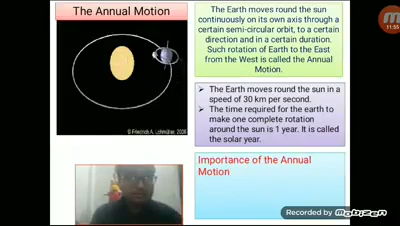 The Annual Motion
© Friedrich A. Lohmüller, 2006
The Earth moves round the sun
continuously on its own axis through a
certain semi-circular orbit, to a certain
direction and in a certain duration.
Such rotation of Earth to the East
from the West is called the Annual
Motion.
The Earth moves round the sun in a
speed of 30 km per second.
The time required for the earth to
make one complete rotation
around the sun is 1 year. It is called
the solar year.
Importance of the Annual
Motion
11:55
Recorded by Mobizen